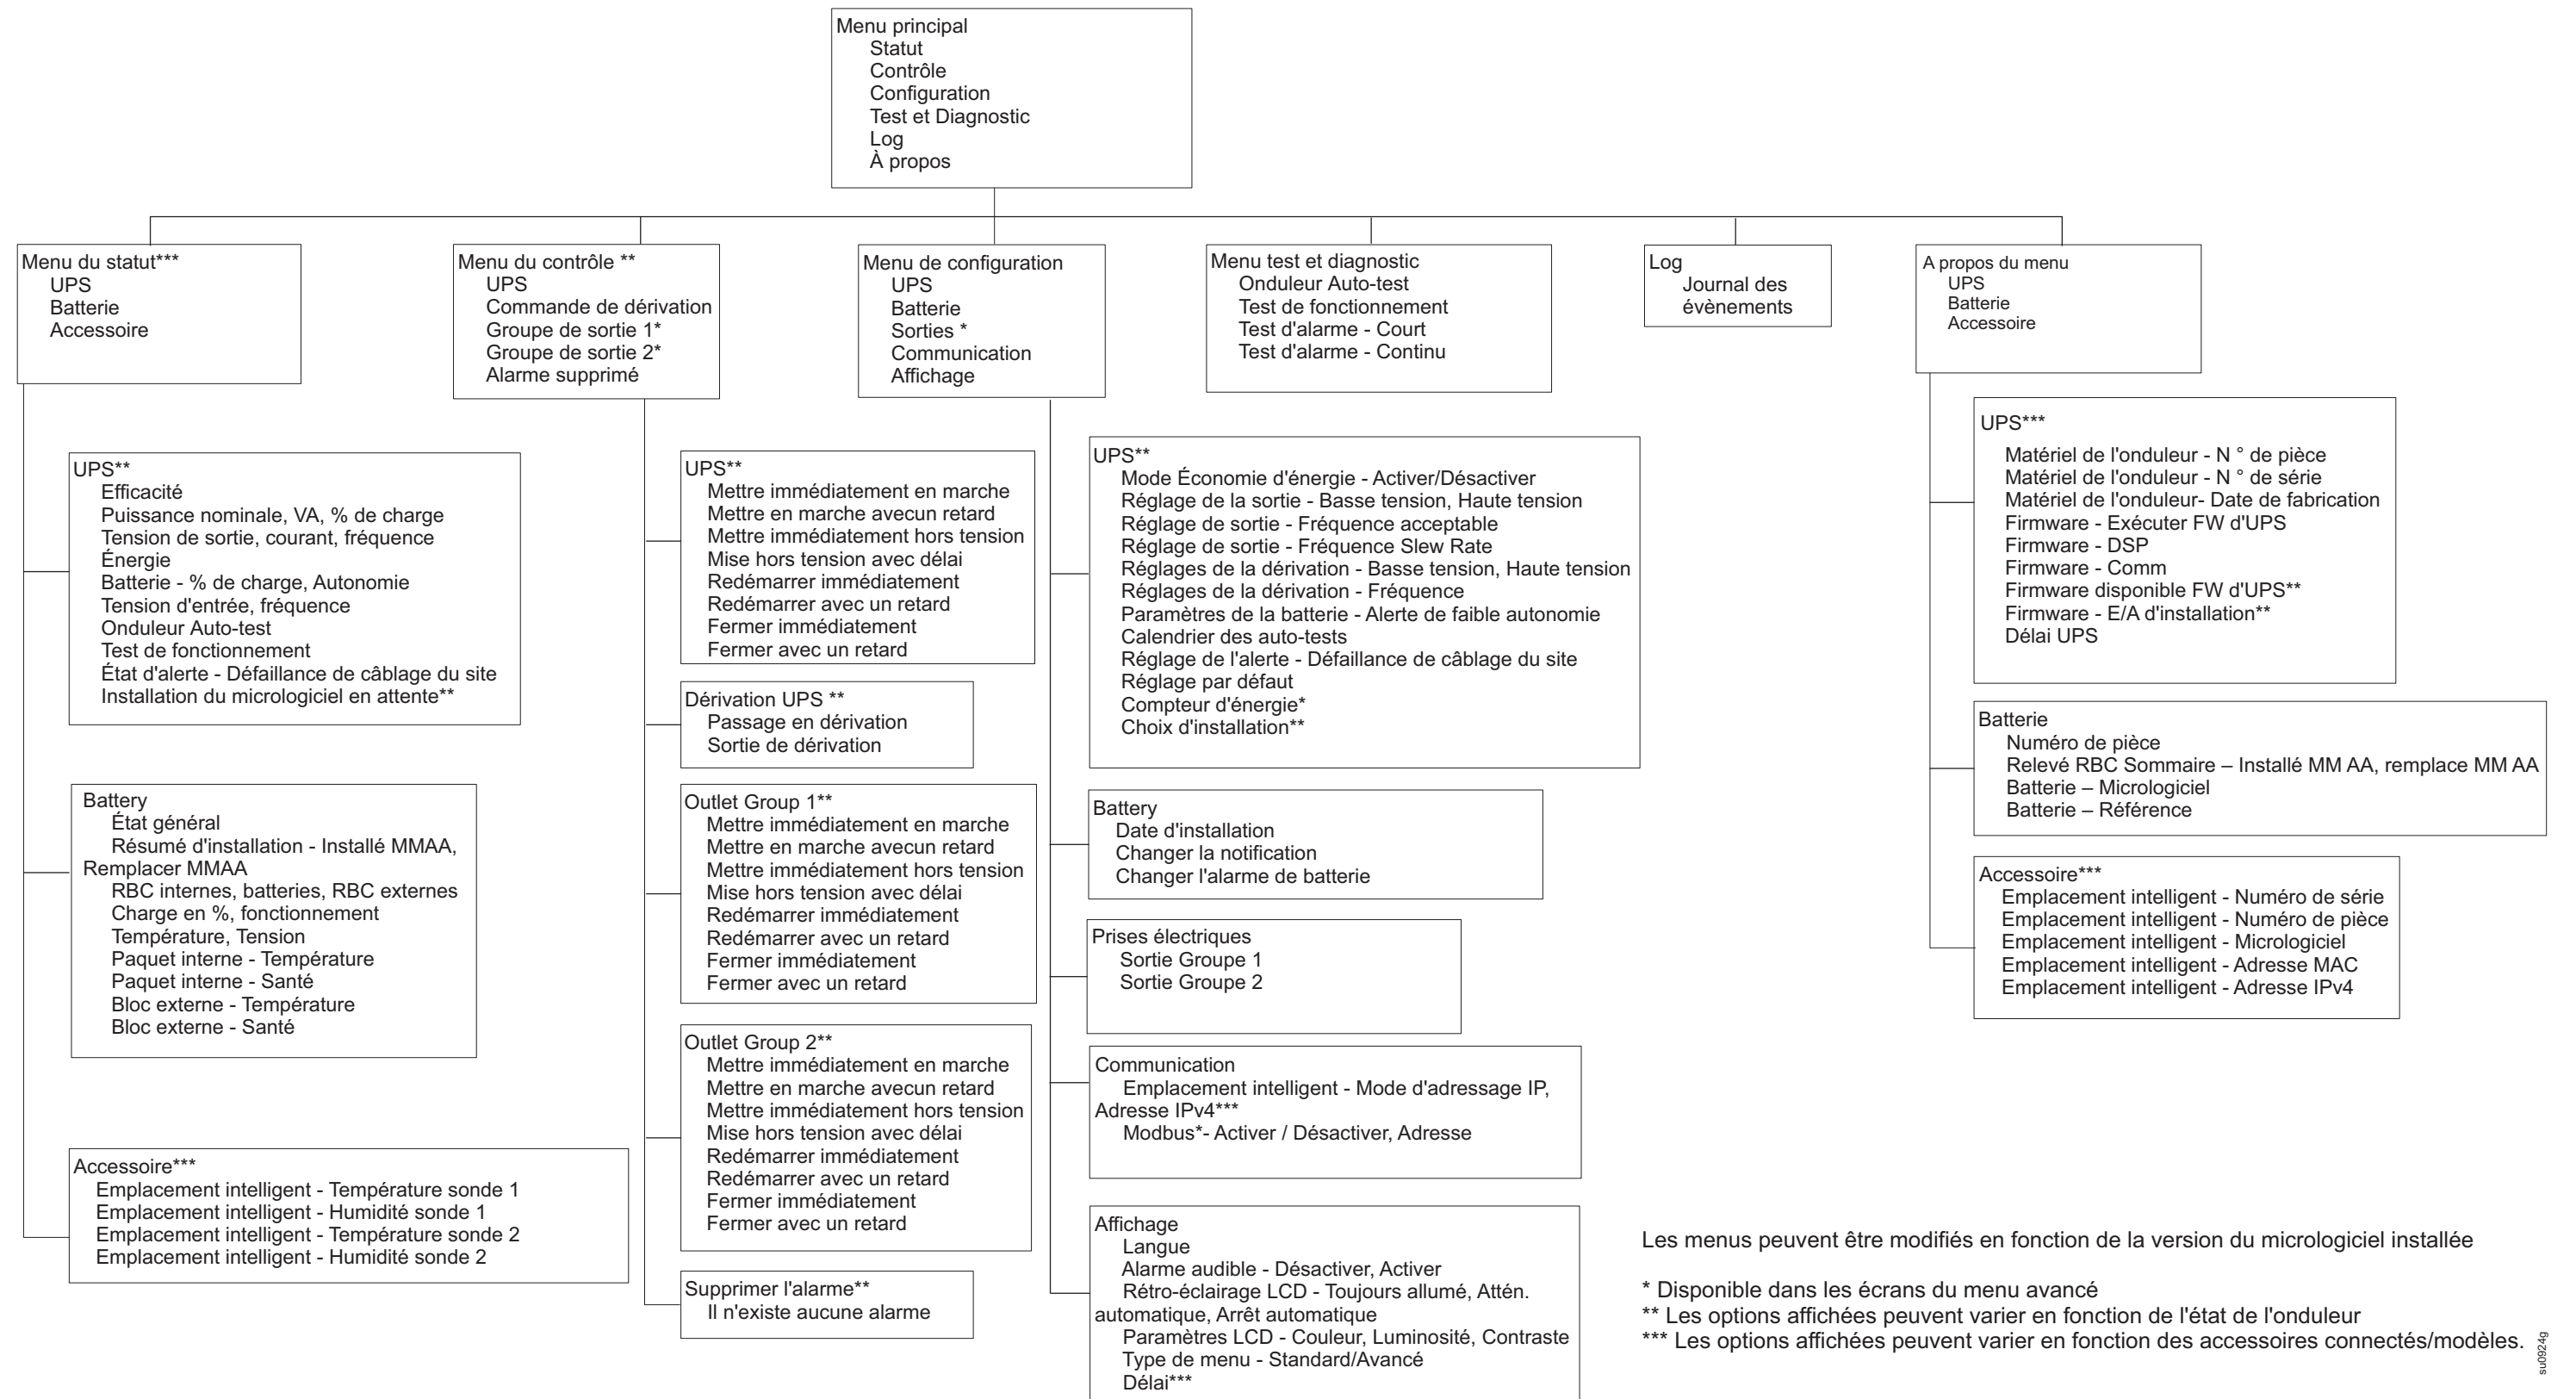 Menu principal
Statut
Contrôle
Configuration
Test et Diagnostic
Log
À propos
Menu du statut***
UPS
Batterie
Accessoire
Menu du contrôle **
UPS
Commande de dérivation
Groupe de sortie 1*
Groupe de sortie 2*
Alarme supprimé
Menu de configuration
UPS
Batterie
Sorties *
Communication
Affichage
Menu test et diagnostic
Onduleur Auto-test
Test de fonctionnement
Test d'alarme - Court
Test d'alarme - Continu
Log
Journal des
évènements
A propos du menu
UPS
Batterie
Accessoire
UPS**
Efficacité
Puissance nominale, VA, % de charge
Tension de sortie, courant, fréquence
Énergie
Batterie - % de charge, Autonomie
Tension d'entrée, fréquence
Onduleur Auto-test
Test de fonctionnement
État d'alerte - Défaillance de câblage du site
Installation du micrologiciel en attente**
Battery
État général
Résumé d'installation - Installé MMAA,
Remplacer MMAA
RBC internes, batteries, RBC externes
Charge en %, fonctionnement
Température, Tension
Paquet interne - Température
Paquet interne - Santé
Bloc externe - Température
Bloc externe - Santé
Accessoire***
Emplacement intelligent - Température sonde 1
Emplacement intelligent - Humidité sonde 1
Emplacement intelligent - Température sonde 2
Emplacement intelligent - Humidité sonde 2
UPS**
Mettre immédiatement en marche
Mettre en marche avecun retard
Mettre immédiatement hors tension
Mise hors tension avec délai
Redémarrer immédiatement
Redémarrer avec un retard
Fermer immédiatement
Fermer avec un retard
Dérivation UPS **
Passage en dérivation
Sortie de dérivation
Outlet Group 1**
Mettre immédiatement en marche
Mettre en marche avecun retard
Mettre immédiatement hors tension
Mise hors tension avec délai
Redémarrer immédiatement
Redémarrer avec un retard
Fermer immédiatement
Fermer avec un retard
Outlet Group 2**
Mettre immédiatement en marche
Mettre en marche avecun retard
Mettre immédiatement hors tension
Mise hors tension avec délai
Redémarrer immédiatement
Redémarrer avec un retard
Fermer immédiatement
Fermer avec un retard
Supprimer l'alarme**
Il n'existe aucune alarme
UPS**
Mode Économie d'énergie - Activer/Désactiver
Réglage de la sortie - Basse tension, Haute tension
Réglage de sortie - Fréquence acceptable
Réglage de sortie - Fréquence Slew Rate
Réglages de la dérivation - Basse tension, Haute tension
Réglages de la dérivation - Fréquence
Paramètres de la batterie - Alerte de faible autonomie
Calendrier des auto-tests
Réglage de l'alerte - Défaillance de câblage du site
Réglage par défaut
Compteur d'énergie*
Choix d'installation**
Battery
Date d'installation
Changer la notification
Changer l'alarme de batterie
Prises électriques
Sortie Groupe 1
Sortie Groupe 2
Communication
Emplacement intelligent - Mode d'adressage IP,
Adresse IPv4***
Modbus*- Activer / Désactiver, Adresse
Affichage
Langue
Alarme audible - Désactiver, Activer
Rétro-éclairage LCD - Toujours allumé, Attén.
automatique, Arrêt automatique
Paramètres LCD - Couleur, Luminosité, Contraste
Type de menu - Standard/Avancé
Délai***
UPS***
Matériel de l'onduleur - N ° de pièce
Matériel de l'onduleur - N ° de série
Matériel de l'onduleur- Date de fabrication
Firmware - Exécuter FW d'UPS
Firmware - DSP
Firmware - Comm
Firmware disponible FW d'UPS**
Firmware - E/A d'installation**
Délai UPS
Batterie
Numéro de pièce
Relevé RBC Sommaire – Installé MM AA, remplace MM AA
Batterie – Micrologiciel
Batterie – Référence
Accessoire***
Emplacement intelligent - Numéro de série
Emplacement intelligent - Numéro de pièce
Emplacement intelligent - Micrologiciel
Emplacement intelligent - Adresse MAC
Emplacement intelligent - Adresse IPv4
Les menus peuvent être modifiés en fonction de la version du micrologiciel installée
* Disponible dans les écrans du menu avancé
** Les options affichées peuvent varier en fonction de l'état de l'onduleur
*** Les options affichées peuvent varier en fonction des accessoires connectés/modèles.
su0924g